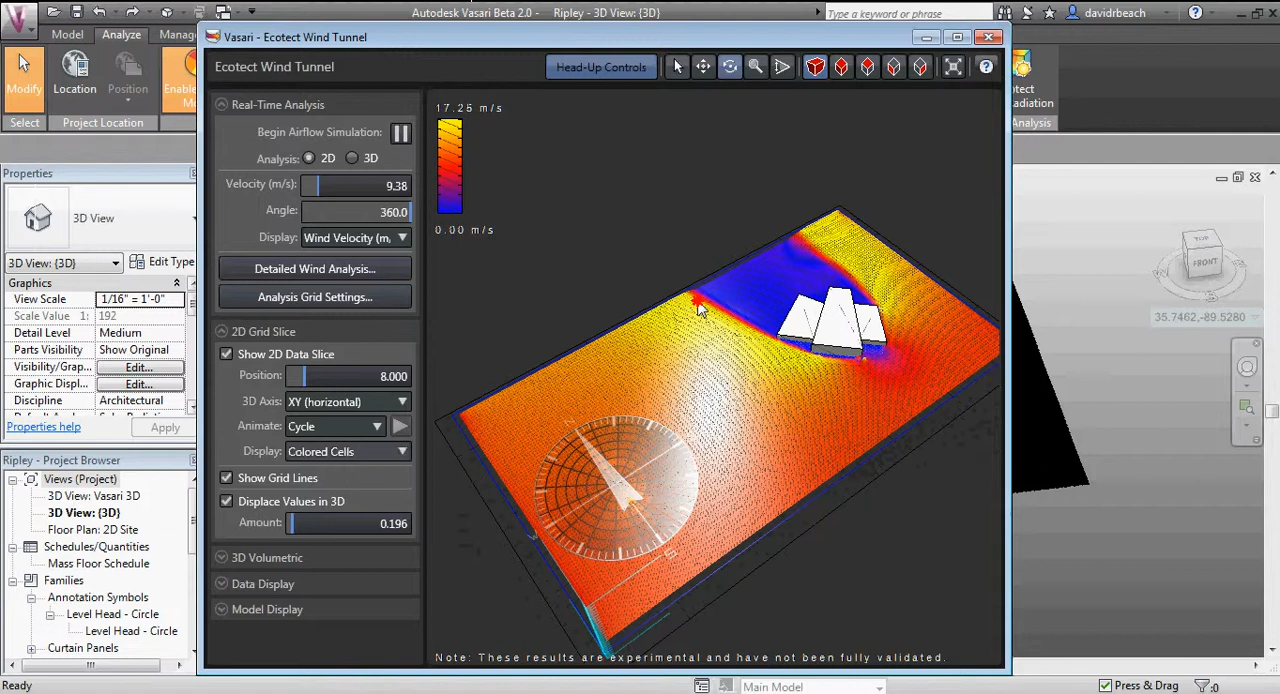 Autodesk Vasari Beta 2.0 - Ripley - 3D View: {3D}
Type a keyword or phrase
davidrbeach
Model
Analyze
Modify
Location
Position
Select
Project Location
Analysis
Properties
3D View
3D View: {3D}
Edit Type
Graphics
View Scale 1/16" = 1'-0"
Scale Value 1: 192
Detail Level Medium
Parts Visibility Show Original
Visibility/Grap... Edit...
Graphic Displ... Edit...
Discipline Architectural
Properties help
Apply
Ripley - Project Browser
Views (Project)
3D View: Vasari 3D
3D View: {3D}
Floor Plan: 2D Site
Schedules/Quantities
Mass Floor Schedule
Families
Annotation Symbols
Level Head - Circle
Level Head - Circle
Curtain Panels
Ready
Vasari - Ecotect Wind Tunnel
Ecotect Wind Tunnel
Head-Up Controls
Real-Time Analysis
Begin Airflow Simulation:
Analysis: 2D 3D
Velocity (m/s): 9.38
Angle: 360.0
Display: Wind Velocity (m,
Detailed Wind Analysis...
Analysis Grid Settings...
2D Grid Slice
Show 2D Data Slice
Position: 8.000
3D Axis: XY (horizontal)
Animate: Cycle
Display: Colored Cells
Show Grid Lines
Displace Values in 3D
Amount: 0.196
3D Volumetric
Data Display
Model Display
17.25 m/s
0.00 m/s
Note: These results are experimental and have not been fully validated.
FRONT
35.7462,-89.5280
Main Model
Press & Drag
:0